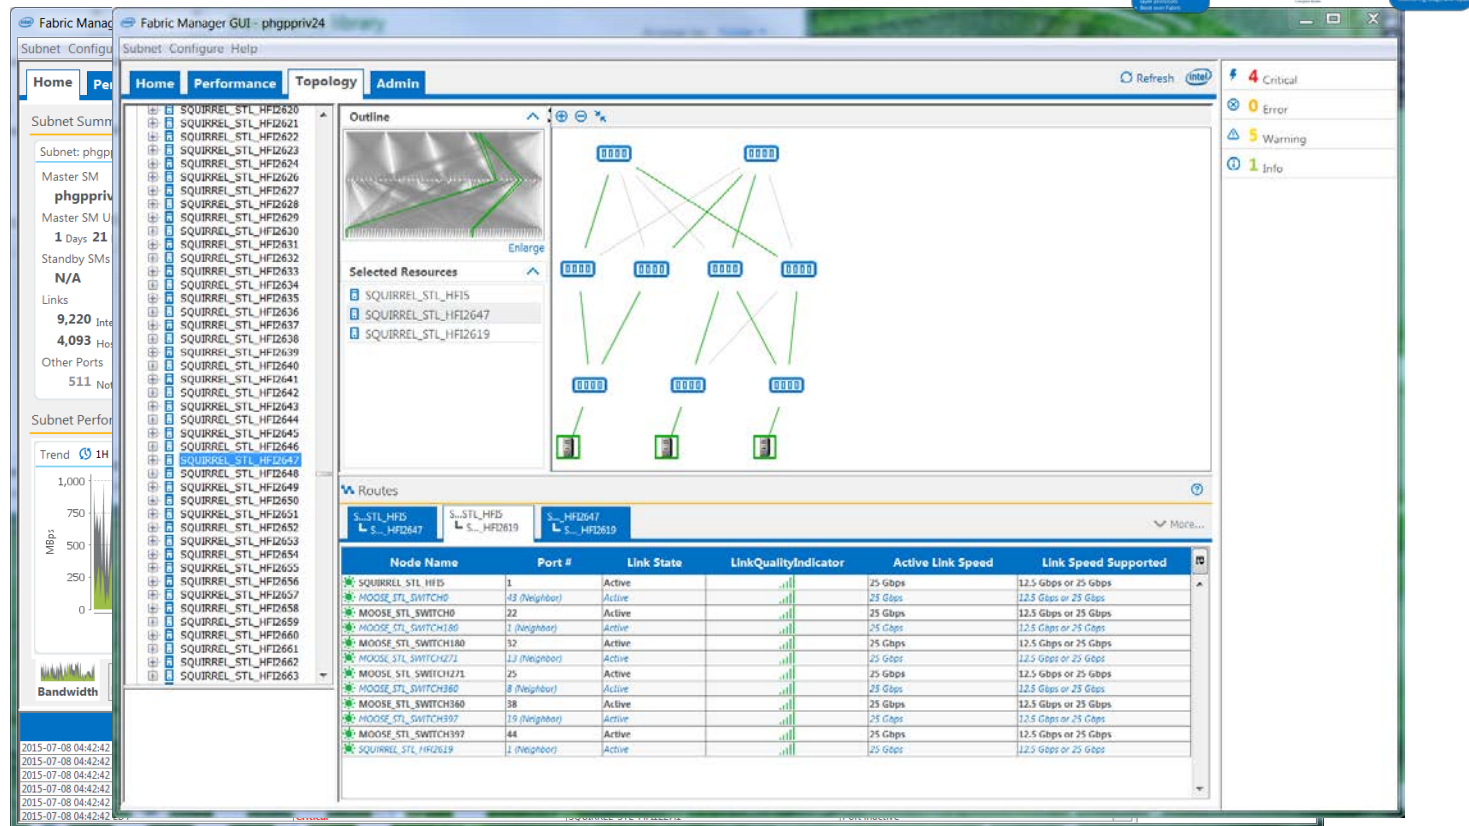 Fabric Manag
Fabric Manager GUI - phgppriv24
Subnet Configu
Subnet Configure Help
Home
Per
Home
Performance
Topology
Admin
Refresh
intel
4 Critical
0 Error
5 Warning
1 Info
Subnet Summ
Subnet: phgpp
Master SM
phgppriv
Master SM U
1 Days 21
Standby SMs
N/A
Links
9,220 Inte
4,093 Hos
Other Ports
511 Not
Subnet Perfor
Trend
1H
1,000
750
500
250
0
MBps
Bandwidth
2015-07-08 04:42:42
2015-07-08 04:42:42
2015-07-08 04:42:42
2015-07-08 04:42:42
2015-07-08 04:42:42
2015-07-08 04:42:42
SQUIRREL_STL_HFI2620
SQUIRREL_STL_HFI2621
SQUIRREL_STL_HFI2622
SQUIRREL_STL_HFI2623
SQUIRREL_STL_HFI2624
SQUIRREL_STL_HFI2626
SQUIRREL_STL_HFI2627
SQUIRREL_STL_HFI2628
SQUIRREL_STL_HFI2629
SQUIRREL_STL_HFI2630
SQUIRREL_STL_HFI2631
SQUIRREL_STL_HFI2632
SQUIRREL_STL_HFI2633
SQUIRREL_STL_HFI2634
SQUIRREL_STL_HFI2635
SQUIRREL_STL_HFI2636
SQUIRREL_STL_HFI2637
SQUIRREL_STL_HFI2638
SQUIRREL_STL_HFI2639
SQUIRREL_STL_HFI2640
SQUIRREL_STL_HFI2641
SQUIRREL_STL_HFI2642
SQUIRREL_STL_HFI2643
SQUIRREL_STL_HFI2644
SQUIRREL_STL_HFI2645
SQUIRREL_STL_HFI2646
SQUIRREL_STL_HFI2647
SQUIRREL_STL_HFI2648
SQUIRREL_STL_HFI2649
SQUIRREL_STL_HFI2650
SQUIRREL_STL_HFI2651
SQUIRREL_STL_HFI2652
SQUIRREL_STL_HFI2653
SQUIRREL_STL_HFI2654
SQUIRREL_STL_HFI2655
SQUIRREL_STL_HFI2656
SQUIRREL_STL_HFI2657
SQUIRREL_STL_HFI2658
SQUIRREL_STL_HFI2659
SQUIRREL_STL_HFI2660
SQUIRREL_STL_HFI2661
SQUIRREL_STL_HFI2662
SQUIRREL_STL_HFI2663
Outline
Enlarge
Selected Resources
SQUIRREL_STL_HFI5
SQUIRREL_STL_HFI2647
SQUIRREL_STL_HFI2619
Routes
S...STL_HFI5
S..._HFI2647
S...STL_HFI5
S..._HFI2619
S..._HFI2647
S..._HFI2619
More...
Node Name Port # Link State LinkQualityIndicator Active Link Speed Link Speed Supported
SQUIRREL_STL_HFI5 1 Active 25 Gbps 12.5 Gbps or 25 Gbps
MOOSE_STL_SWITCH0 43 (Neighbor) Active 25 Gbps 12.5 Gbps or 25 Gbps
MOOSE_STL_SWITCH0 22 Active 25 Gbps 12.5 Gbps or 25 Gbps
MOOSE_STL_SWITCH180 1 (Neighbor) Active 25 Gbps 12.5 Gbps or 25 Gbps
MOOSE_STL_SWITCH180 32 Active 25 Gbps 12.5 Gbps or 25 Gbps
MOOSE_STL_SWITCH271 13 (Neighbor) Active 25 Gbps 12.5 Gbps or 25 Gbps
MOOSE_STL_SWITCH271 25 Active 25 Gbps 12.5 Gbps or 25 Gbps
MOOSE_STL_SWITCH360 8 (Neighbor) Active 25 Gbps 12.5 Gbps or 25 Gbps
MOOSE_STL_SWITCH360 38 Active 25 Gbps 12.5 Gbps or 25 Gbps
MOOSE_STL_SWITCH397 19 (Neighbor) Active 25 Gbps 12.5 Gbps or 25 Gbps
MOOSE_STL_SWITCH397 44 Active 25 Gbps 12.5 Gbps or 25 Gbps
SQUIRREL_STL_HFI2619 1 (Neighbor) Active 25 Gbps 12.5 Gbps or 25 Gbps